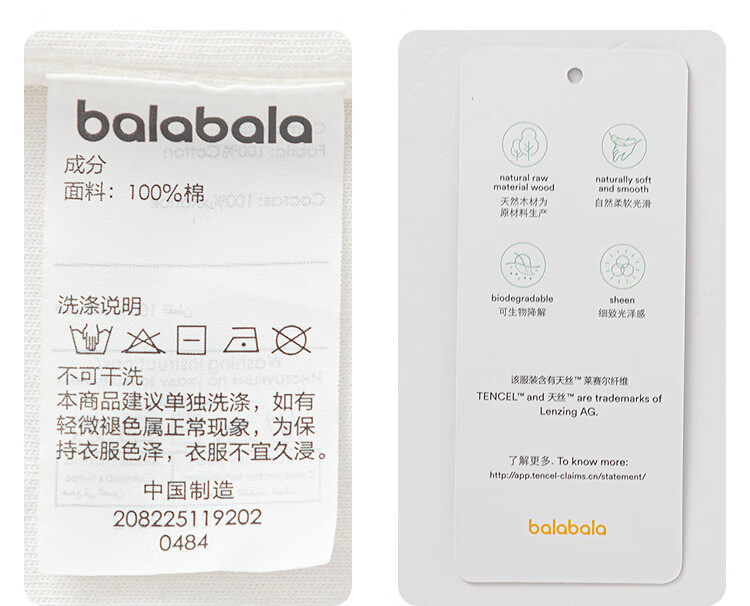 balabala
成分
面料：100%棉
洗涤说明
不可干洗
本商品建议单独洗涤，如有
轻微褪色属正常现象，为保
持衣服色泽，衣服不宜久浸。
中国制造
208225119202
0484
natural raw
material wood
天然木材为
原材料生产
naturally soft
and smooth
自然柔软光滑
biodegradable
可生物降解
sheen
细致光泽感
该服装含有天丝™ 莱赛尔纤维
TENCEL™ and 天丝™ are trademarks of
Lenzing AG.
了解更多. To know more:
http://app.tencel-claims.cn/statement/
balabala